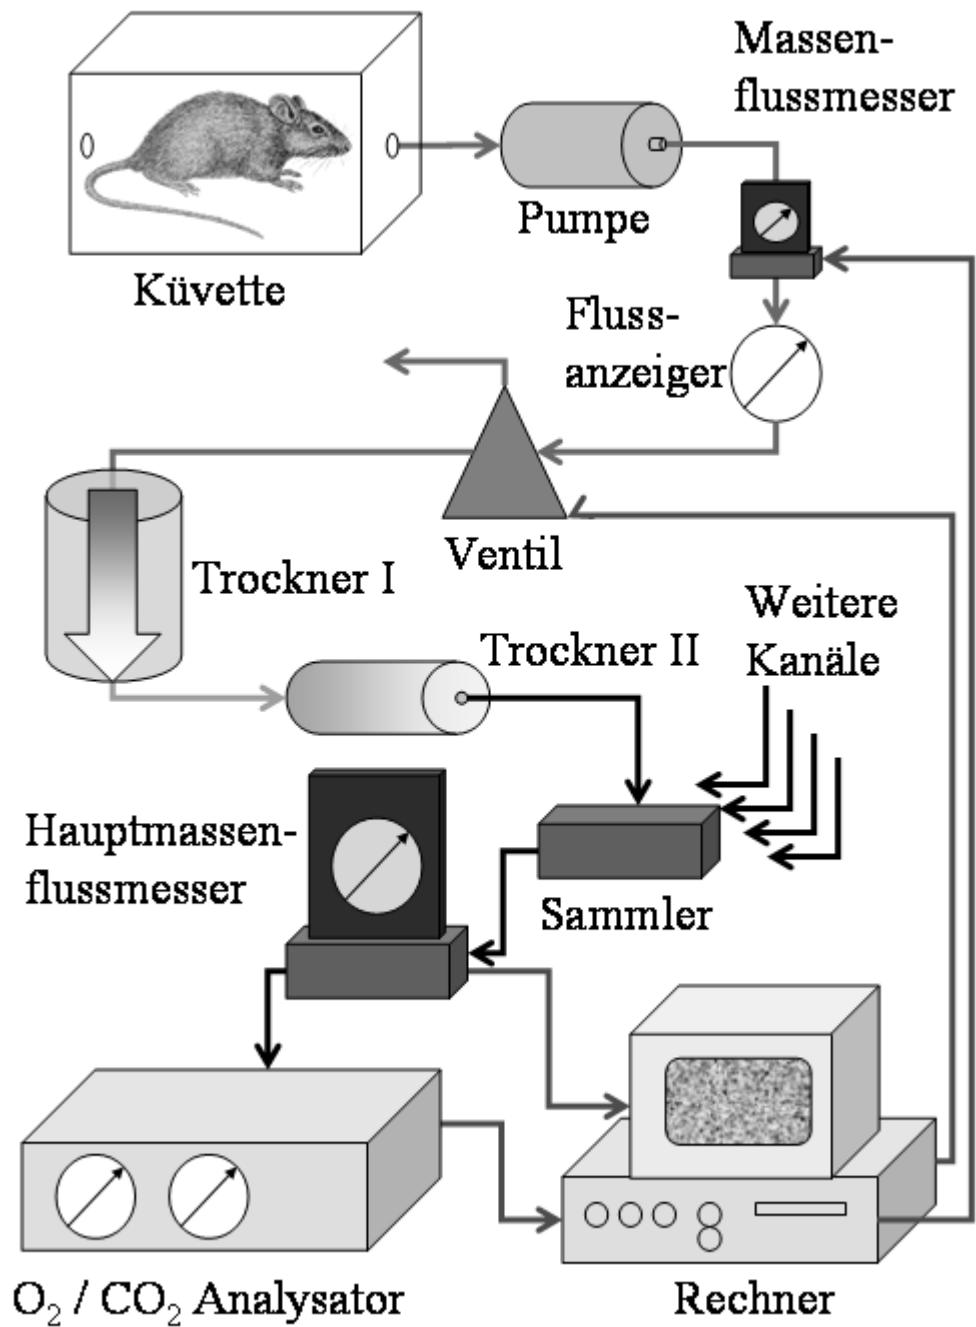 Massen-
flussmesser
Pumpe
Küvette
Fluss-
anzeiger
Ventil
Trockner I
Weitere
Kanäle
Trockner II
Hauptmassen-
flussmesser
Sammler
O₂ / CO₂ Analysator
Rechner